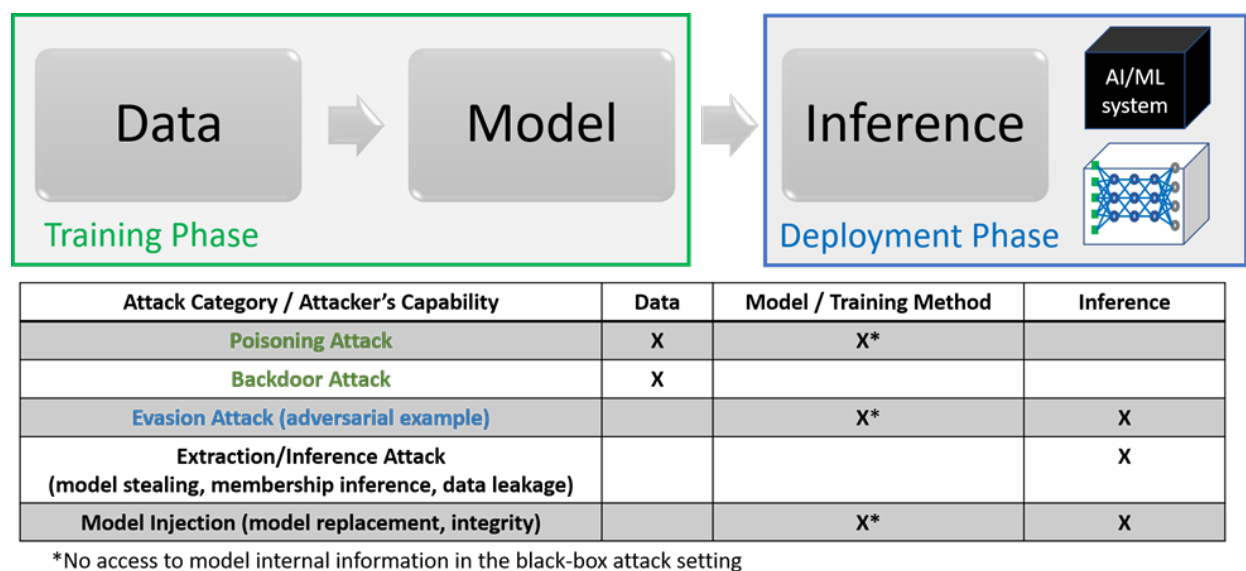 Data
Model
Inference
AI/ML
system
Training Phase
Deployment Phase
Attack Category / Attacker's Capability Data Model / Training Method Inference
Poisoning Attack X X*
Backdoor Attack X
Evasion Attack (adversarial example) X* X
Extraction/Inference Attack X
(model stealing, membership inference, data leakage)
Model Injection (model replacement, integrity) X* X
*No access to model internal information in the black-box attack setting